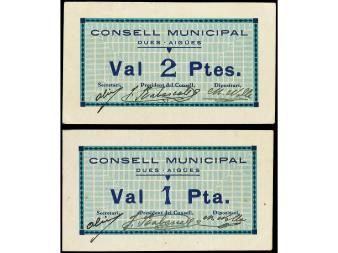 CONSELL MUNICIPAL
DUES - AIGÜES
Val 2 Ptes.
Secretari, President del Consell, Dipositari,
CONSELL MUNICIPAL
DUES - AIGÜES
Val 1 Pta.
Secretari, President del Consell, Dipositari,